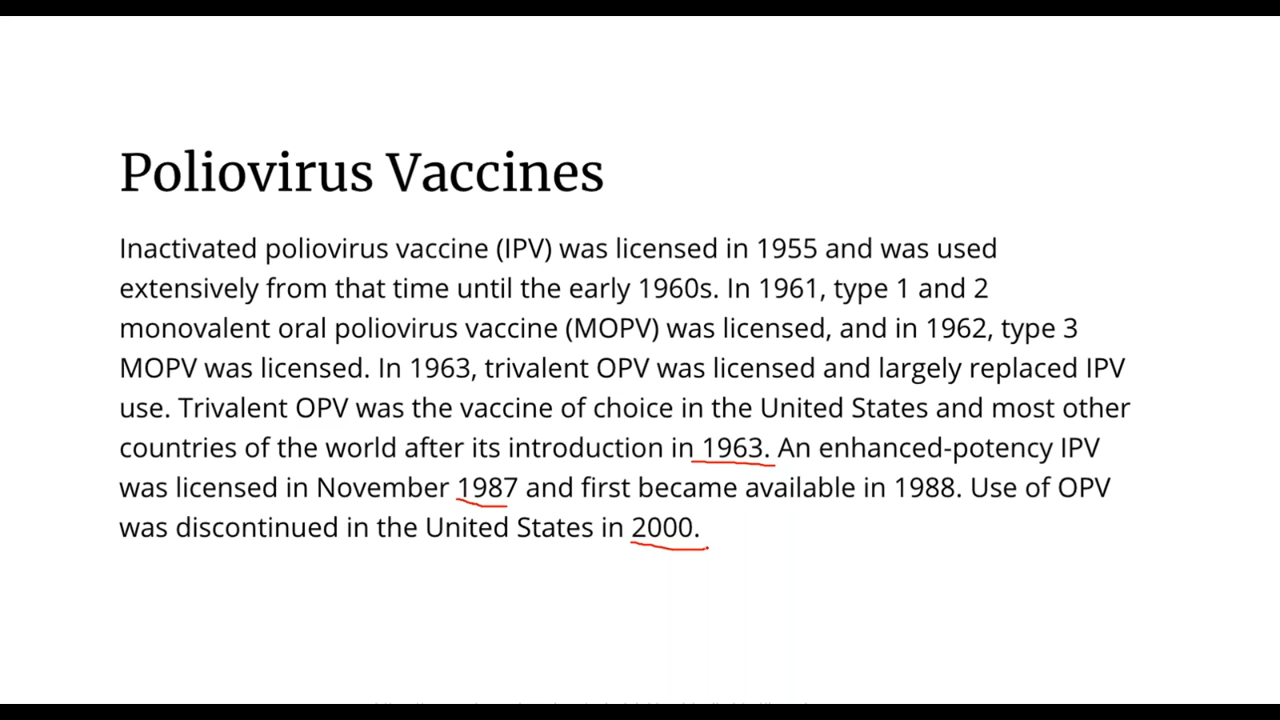 Poliovirus Vaccines
Inactivated poliovirus vaccine (IPV) was licensed in 1955 and was used
extensively from that time until the early 1960s. In 1961, type 1 and 2
monovalent oral poliovirus vaccine (MOPV) was licensed, and in 1962, type 3
MOPV was licensed. In 1963, trivalent OPV was licensed and largely replaced IPV
use. Trivalent OPV was the vaccine of choice in the United States and most other
countries of the world after its introduction in 1963. An enhanced-potency IPV
was licensed in November 1987 and first became available in 1988. Use of OPV
was discontinued in the United States in 2000.